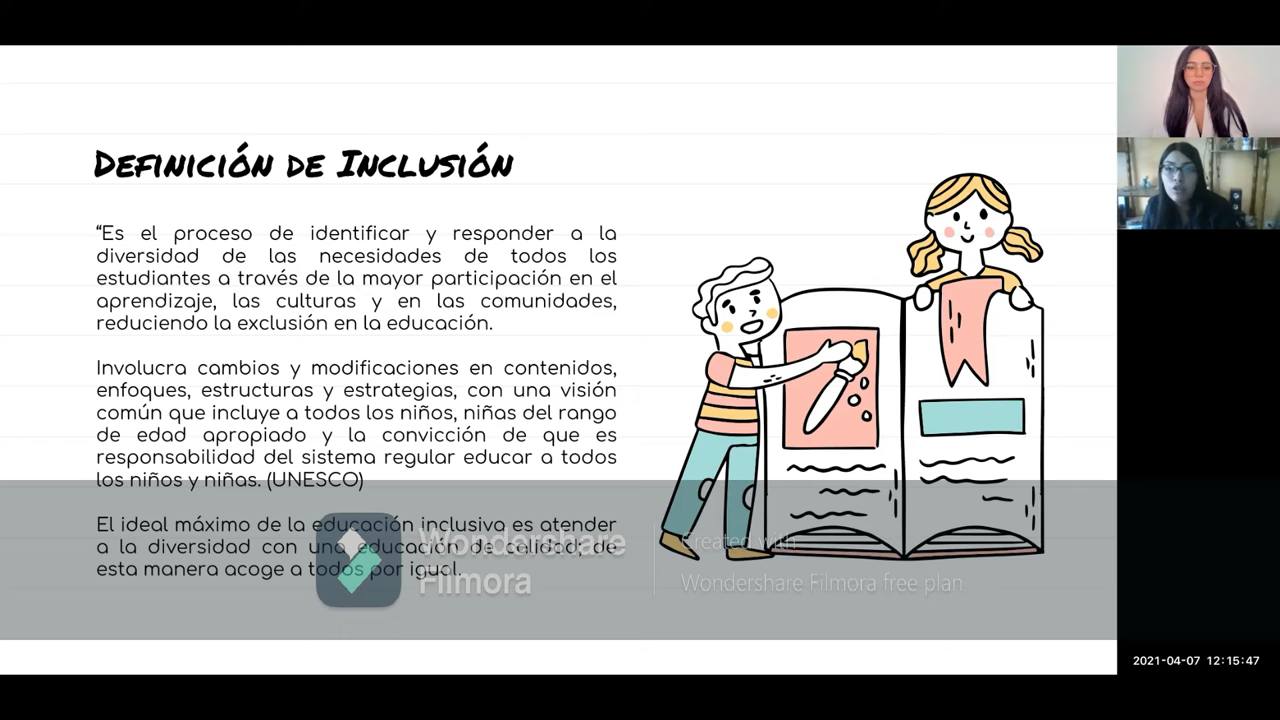 Definición de Inclusión
“Es el proceso de identificar y responder a la
diversidad de las necesidades de todos los
estudiantes a través de la mayor participación en el
aprendizaje, las culturas y en las comunidades,
reduciendo la exclusión en la educación.
Involucra cambios y modificaciones en contenidos,
enfoques, estructuras y estrategias, con una visión
común que incluye a todos los niños, niñas del rango
de edad apropiado y la convicción de que es
responsabilidad del sistema regular educar a todos
los niños y niñas. (UNESCO)
El ideal máximo de la educación inclusiva es atender
a la diversidad con una educación de calidad, de
esta manera acoge a todos por igual.
Wondershare
Filmora
Created with
Wondershare Filmora free plan
2021-04-07 12:15:47